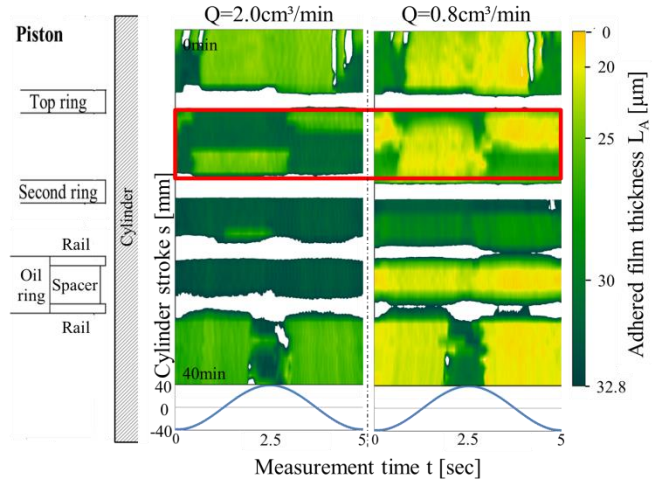 Q=2.0cm³/min
Q=0.8cm³/min
Piston
0min
0
20
Top ring
25
Second ring
Cylinder
Rail
Oil ring
Spacer
Rail
30
32.8
Adhered film thickness L_A [μm]
Cylinder stroke s [mm]
40min
40
0
-40
0
2.5
5
0
2.5
5
Measurement time t [sec]